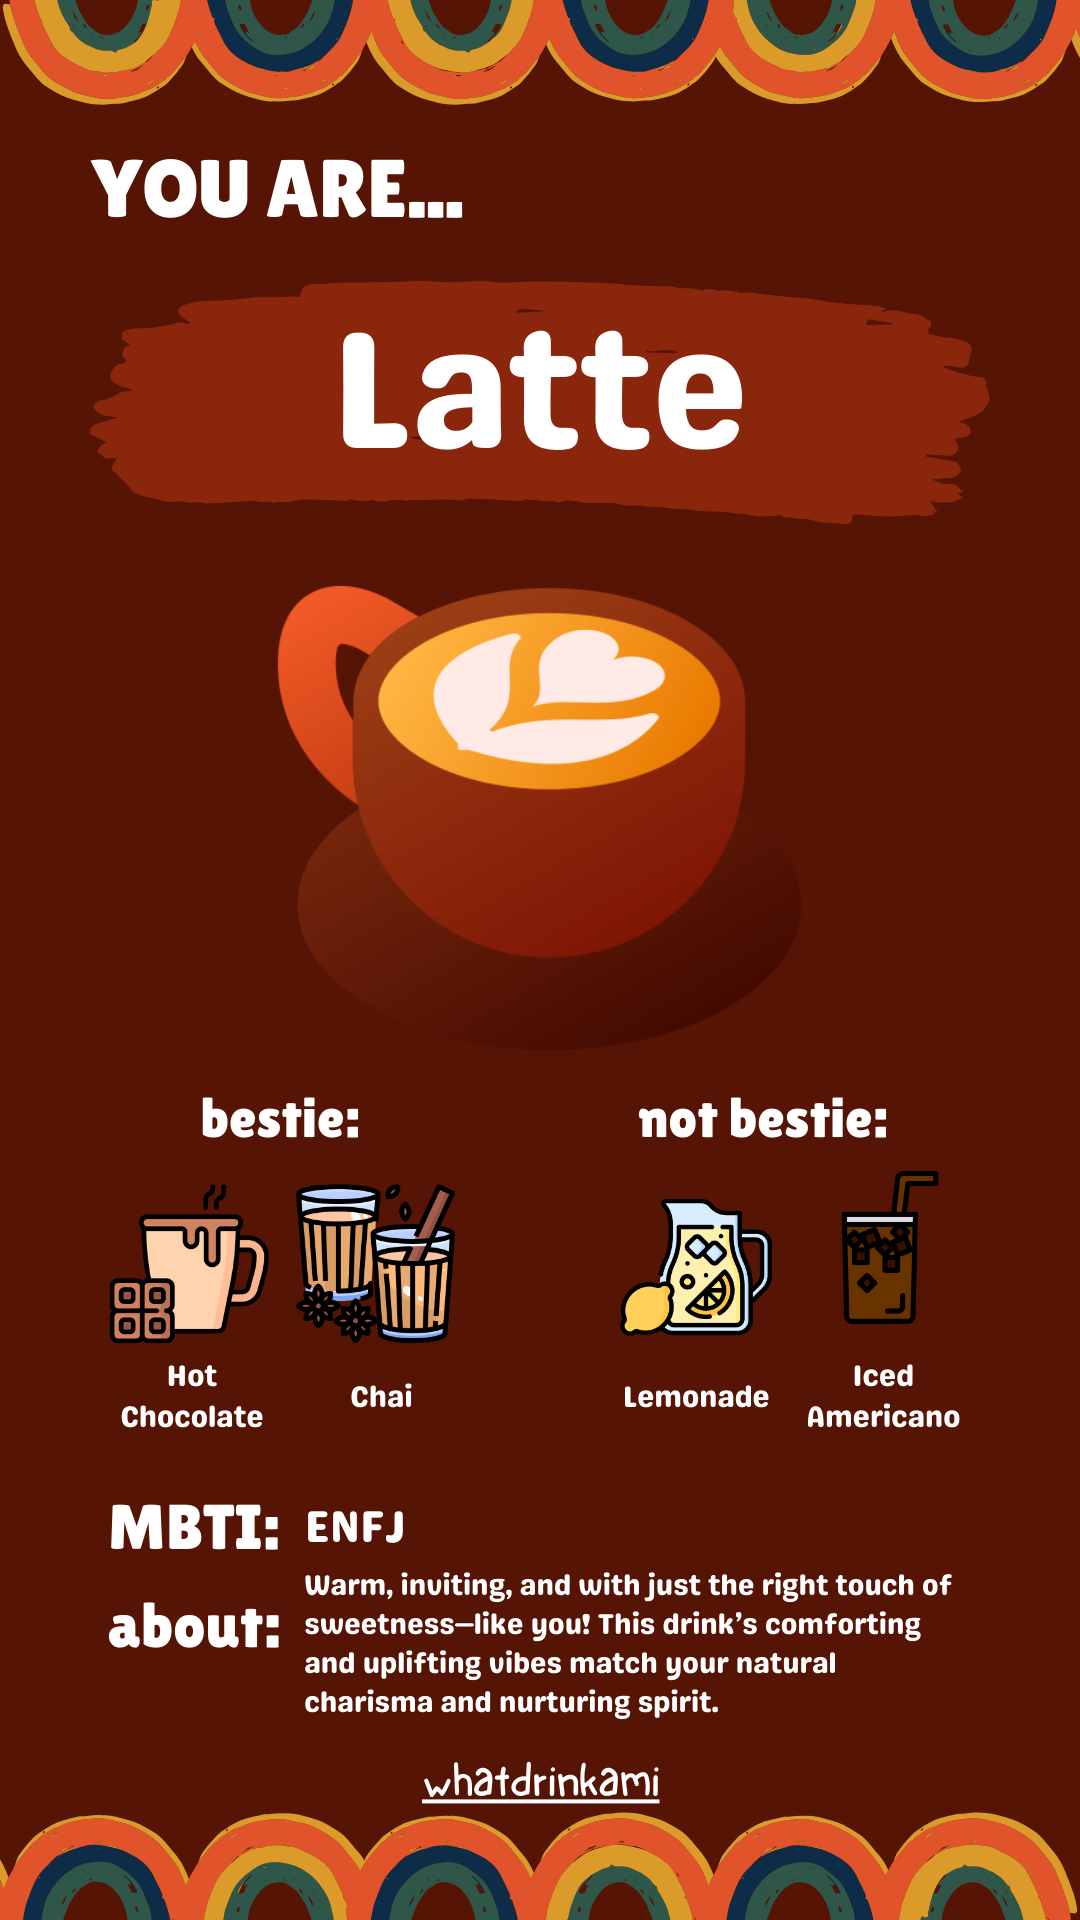 YOU ARE...
Latte
bestie:
not bestie:
Hot
Chocolate
Chai
Lemonade
Iced
Americano
MBTI: ENFJ
about:
Warm, inviting, and with just the right touch of
sweetness—like you! This drink’s comforting
and uplifting vibes match your natural
charisma and nurturing spirit.
whatdrinkami